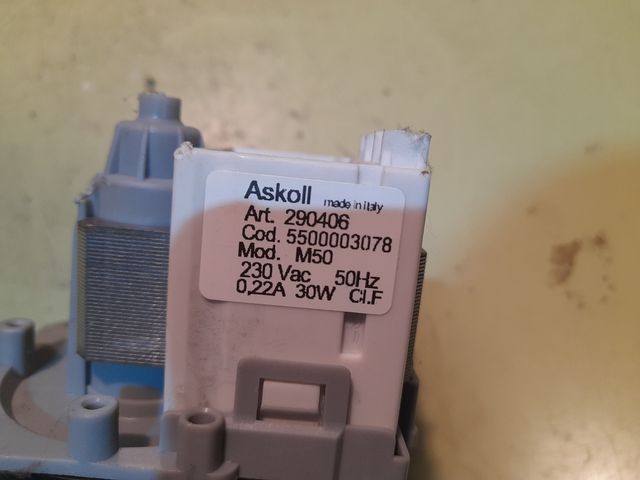 Askoll made in italy
Art. 290406
Cod. 5500003078
Mod. M50
230 Vac 50Hz
0,22A 30W Cl.F